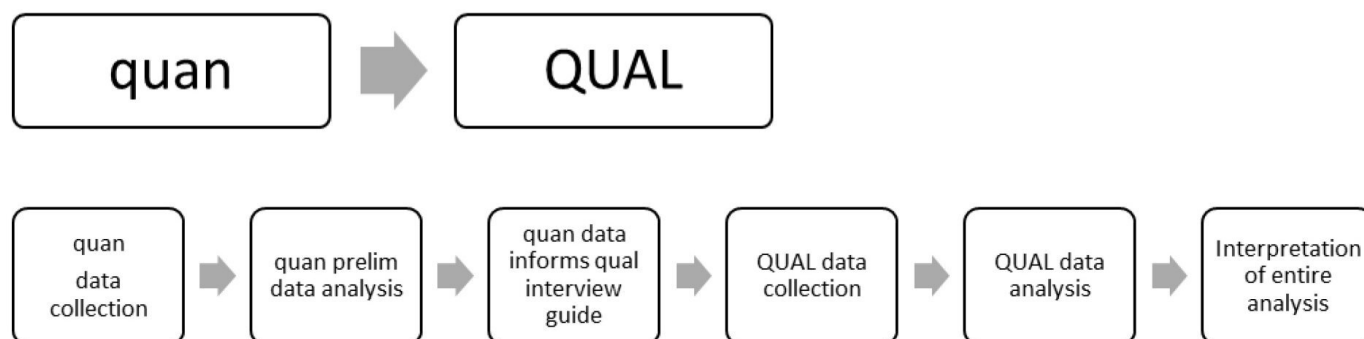 quan
QUAL
quan
data
collection
quan prelim
data analysis
quan data
informs qual
interview
guide
QUAL data
collection
QUAL data
analysis
Interpretation
of entire
analysis